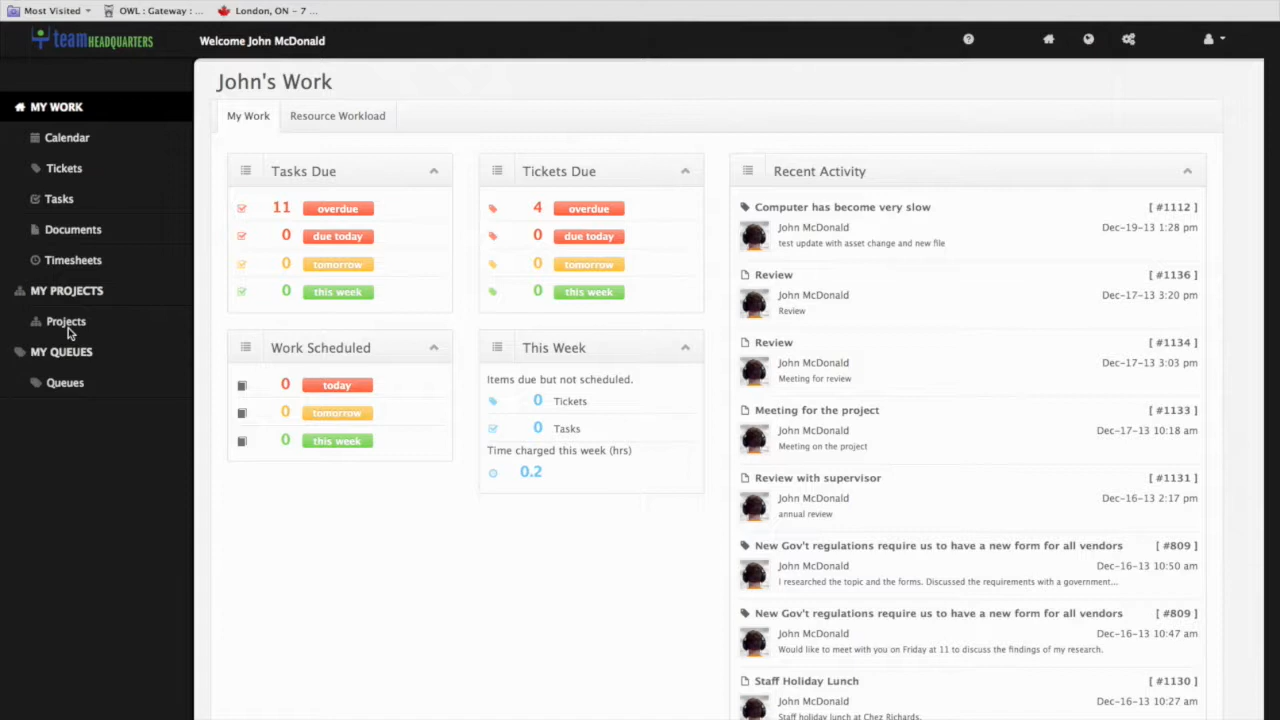 Most Visited
OWL : Gateway : ...
London, ON - 7 ...
team HEADQUARTERS
Welcome John McDonald
MY WORK
Calendar
Tickets
Tasks
Documents
Timesheets
MY PROJECTS
Projects
MY QUEUES
Queues
John's Work
My Work
Resource Workload
Tasks Due
11 overdue
0 due today
0 tomorrow
0 this week
Tickets Due
4 overdue
0 due today
0 tomorrow
0 this week
Work Scheduled
0 today
0 tomorrow
0 this week
This Week
Items due but not scheduled.
0 Tickets
0 Tasks
Time charged this week (hrs)
0.2
Recent Activity
Computer has become very slow [ #1112 ]
John McDonald Dec-19-13 1:28 pm
test update with asset change and new file
Review [ #1136 ]
John McDonald Dec-17-13 3:20 pm
Review
Review [ #1134 ]
John McDonald Dec-17-13 3:03 pm
Meeting for review
Meeting for the project [ #1133 ]
John McDonald Dec-17-13 10:18 am
Meeting on the project
Review with supervisor [ #1131 ]
John McDonald Dec-16-13 2:17 pm
annual review
New Gov't regulations require us to have a new form for all vendors [ #809 ]
John McDonald Dec-16-13 10:50 am
I researched the topic and the forms. Discussed the requirements with a government...
New Gov't regulations require us to have a new form for all vendors [ #809 ]
John McDonald Dec-16-13 10:47 am
Would like to meet with you on Friday at 11 to discuss the findings of my research.
Staff Holiday Lunch [ #1130 ]
John McDonald Dec-16-13 10:27 am
Staff holiday lunch at Chez Richards.